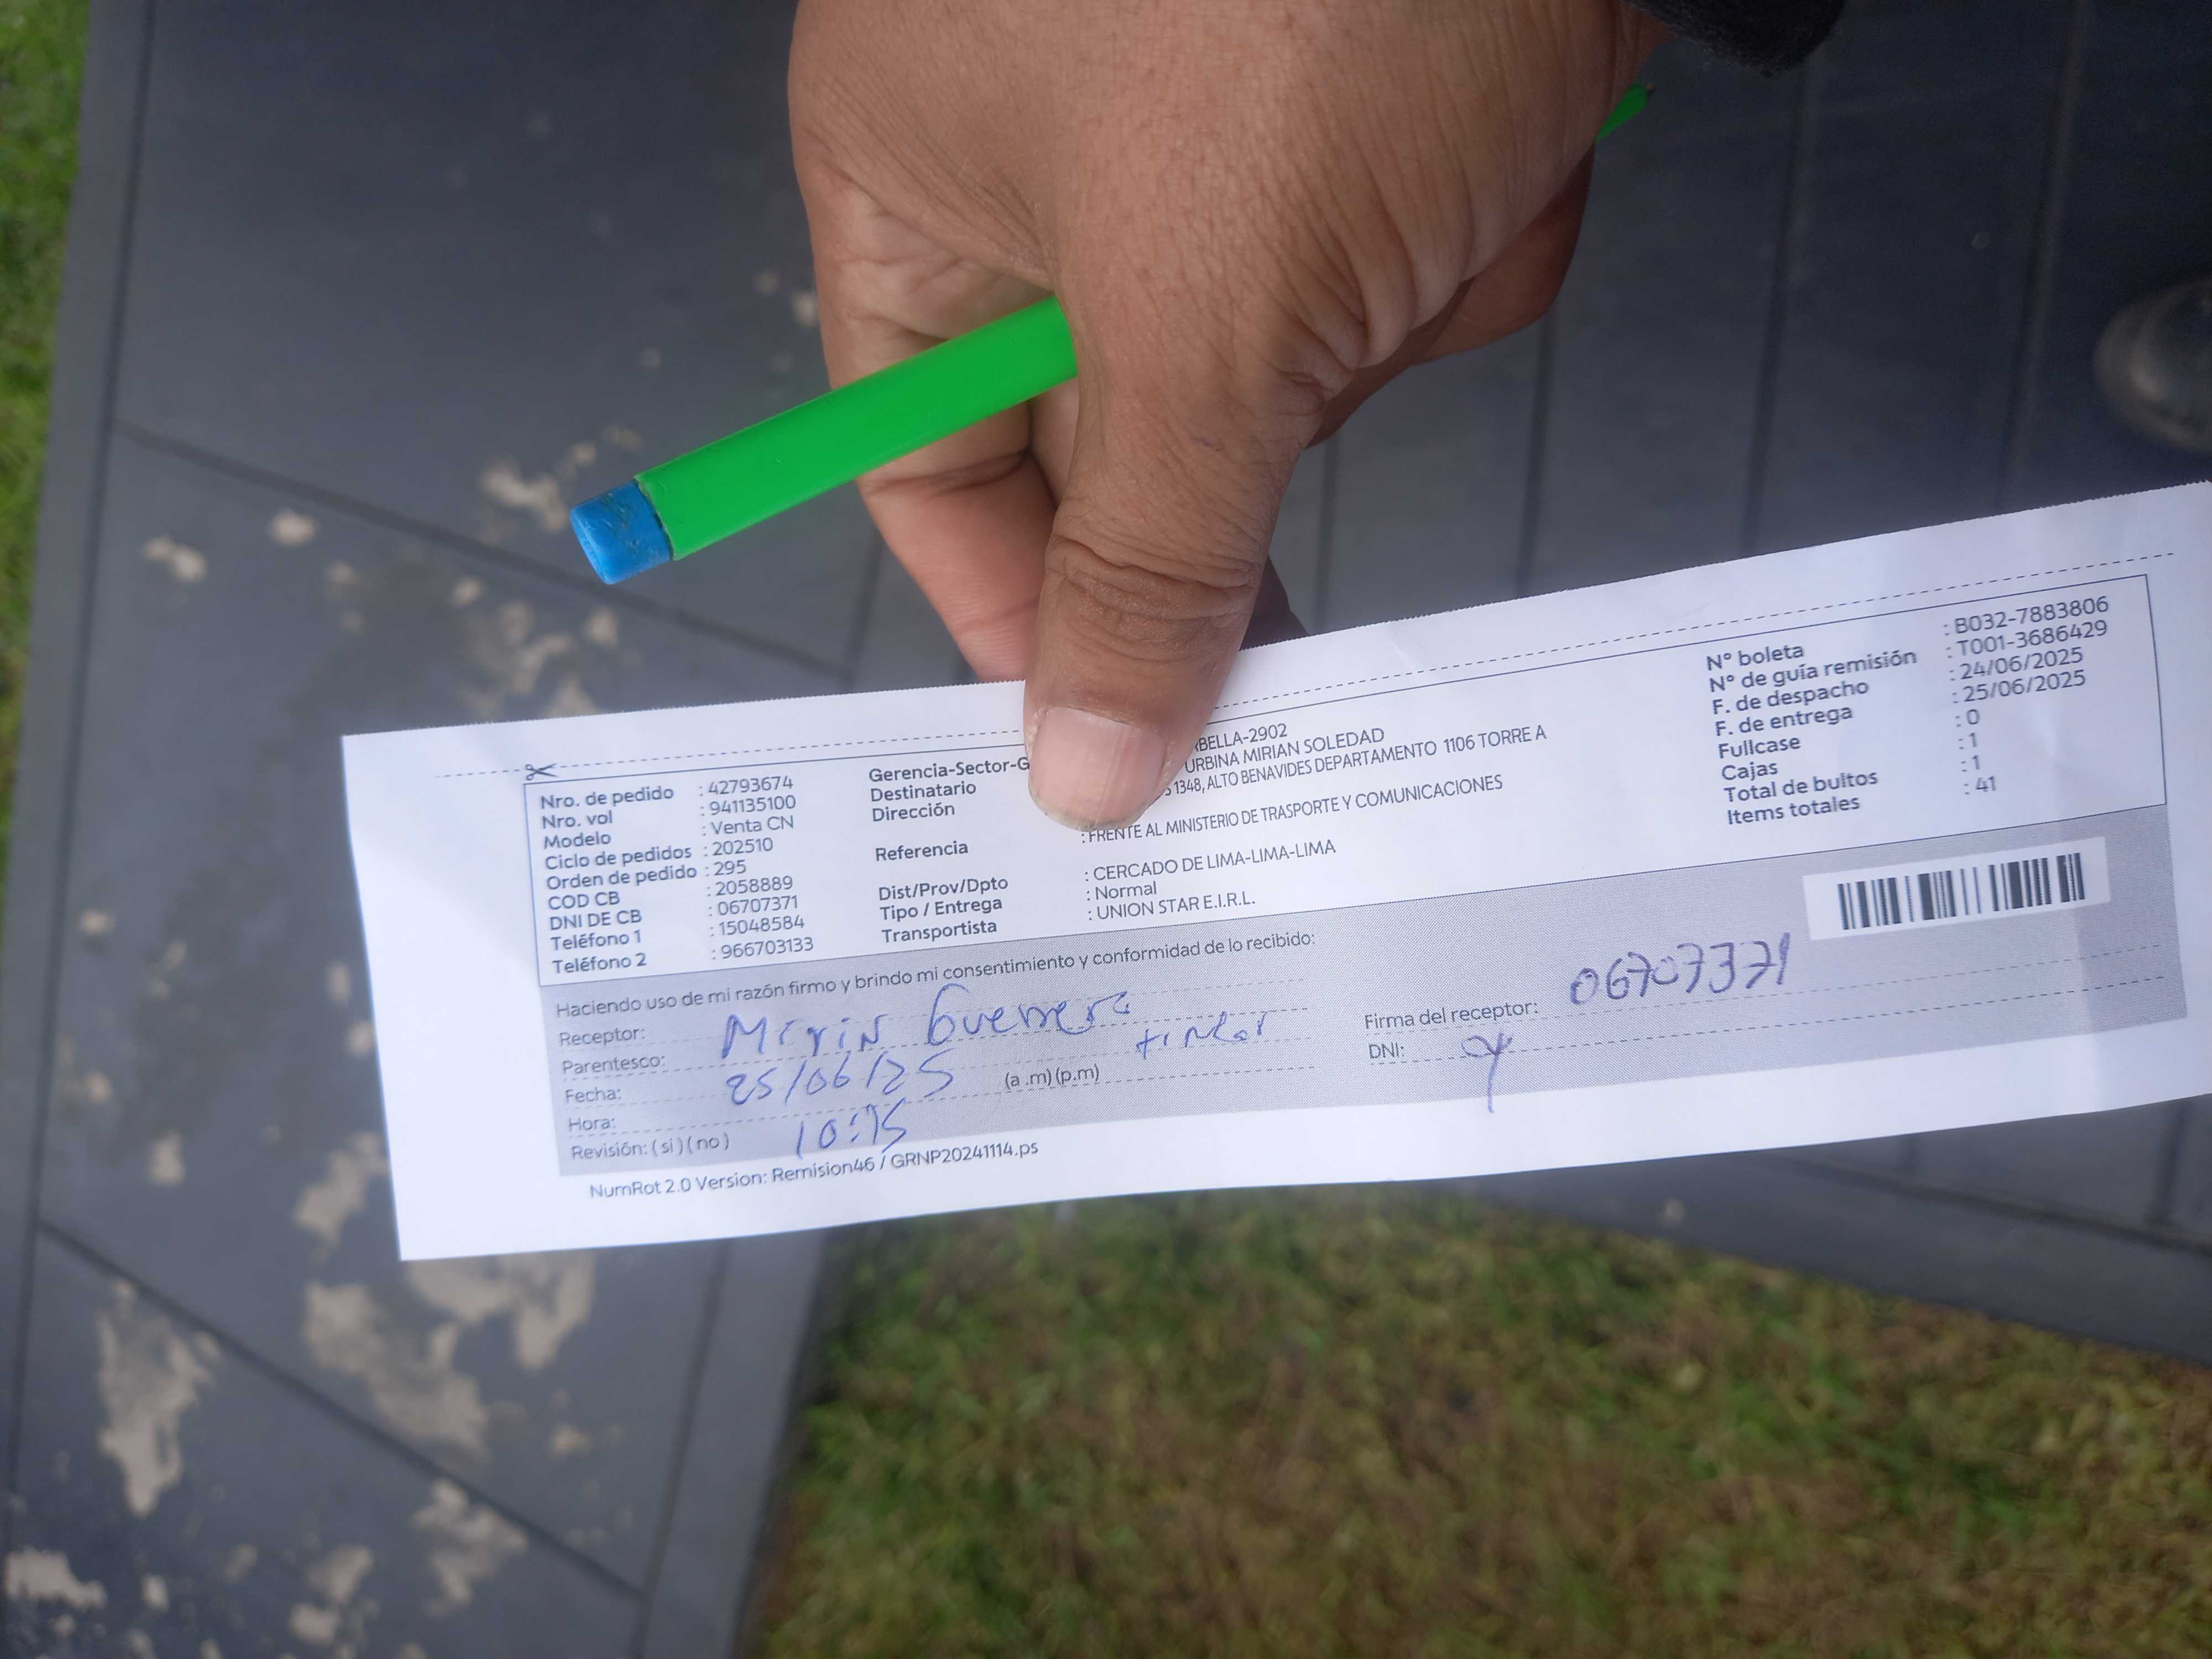 Nro. de pedido : 42793674
Nro. vol : 941135100
Modelo : Venta CN
Ciclo de pedidos : 202510
Orden de pedido : 295
COD CB : 2058889
DNI DE CB : 06707371
Teléfono 1 : 15048584
Teléfono 2 : 966703133
Gerencia-Sector-G BELLA-2902
Destinatario URBINA MIRIAN SOLEDAD
Dirección 1348, ALTO BENAVIDES DEPARTAMENTO 1106 TORRE A
Referencia : FRENTE AL MINISTERIO DE TRASPORTE Y COMUNICACIONES
Dist/Prov/Dpto : CERCADO DE LIMA-LIMA-LIMA
Tipo / Entrega : Normal
Transportista : UNION STAR E.I.R.L.
N° boleta : B032-7883806
N° de guía remisión : T001-3686429
F. de despacho : 24/06/2025
F. de entrega : 25/06/2025
Fullcase : 0
Cajas : 1
Total de bultos : 1
Items totales : 41
Haciendo uso de mi razón firmo y brindo mi consentimiento y conformidad de lo recibido:
Receptor: Guerrero
Parentesco:
Fecha: 25/06/25 (a .m) (p.m)
Hora:
Revisión: ( si ) ( no )
Firma del receptor: 06707371
DNI:
NumRot 2.0 Version: Remision46 / GRNP20241114.ps